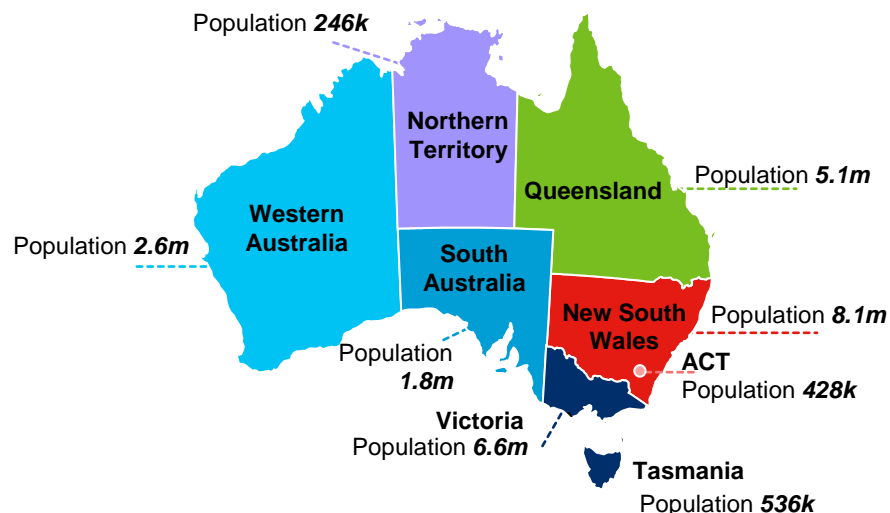 Population 246k
Northern
Territory
Population 5.1m
Queensland
Western
Australia
Population 2.6m
South
Australia
New South
Wales
Population 8.1m
Population
1.8m
ACT
Population 428k
Victoria
Population 6.6m
Tasmania
Population 536k